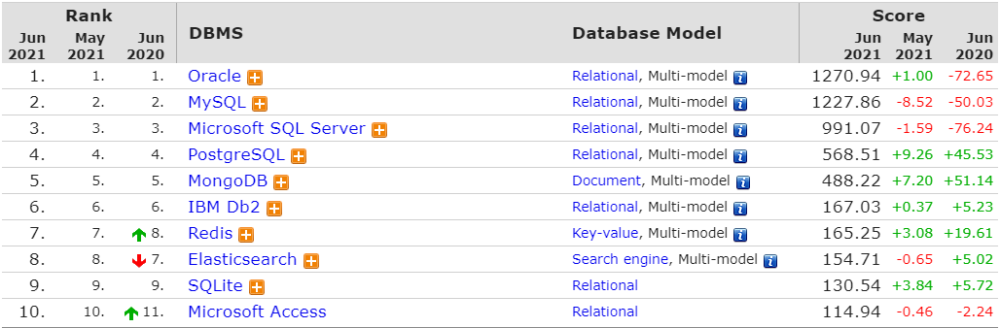 Rank DBMS Database Model Score
Jun 2021 May 2021 Jun 2020 Jun 2021 May 2021 Jun 2020
1. 1. 1. Oracle Relational, Multi-model 1270.94 +1.00 -72.65
2. 2. 2. MySQL Relational, Multi-model 1227.86 -8.52 -50.03
3. 3. 3. Microsoft SQL Server Relational, Multi-model 991.07 -1.59 -76.24
4. 4. 4. PostgreSQL Relational, Multi-model 568.51 +9.26 +45.53
5. 5. 5. MongoDB Document, Multi-model 488.22 +7.20 +51.14
6. 6. 6. IBM Db2 Relational, Multi-model 167.03 +0.37 +5.23
7. 7. 8. Redis Key-value, Multi-model 165.25 +3.08 +19.61
8. 8. 7. Elasticsearch Search engine, Multi-model 154.71 -0.65 +5.02
9. 9. 9. SQLite Relational 130.54 +3.84 +5.72
10. 10. 11. Microsoft Access Relational 114.94 -0.46 -2.24